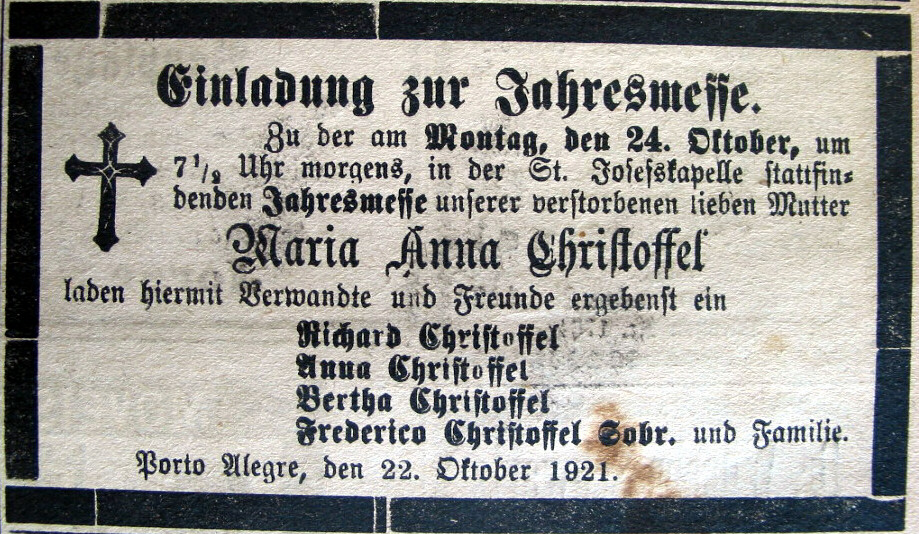 Einladung zur Jahresmesse.
Zu der am Montag, den 24. Oktober, um
7 1/2 Uhr morgens, in der St. Josefskapelle stattfin-
denden Jahresmesse unserer verstorbenen lieben Mutter
Maria Anna Christoffel
laden hiermit Verwandte und Freunde ergebenst ein
Richard Christoffel
Anna Christoffel
Bertha Christoffel
Frederico Christoffel Sobr. und Familie.
Porto Alegre, den 22. Oktober 1921.